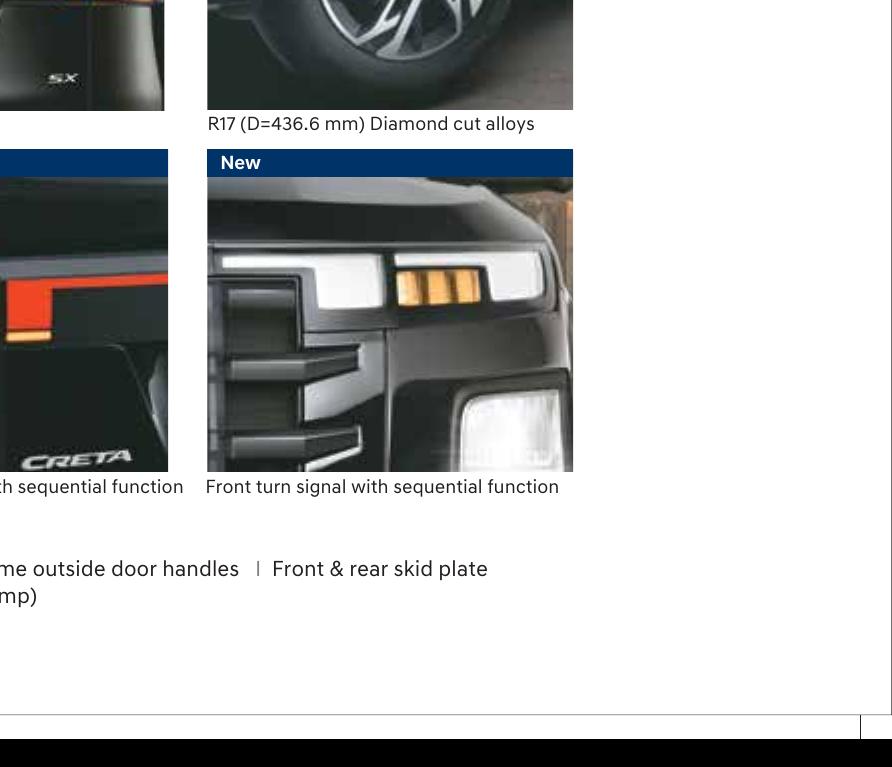 SX
R17 (D=436.6 mm) Diamond cut alloys
New
CRETA
th sequential function
Front turn signal with sequential function
me outside door handles | Front & rear skid plate
mp)